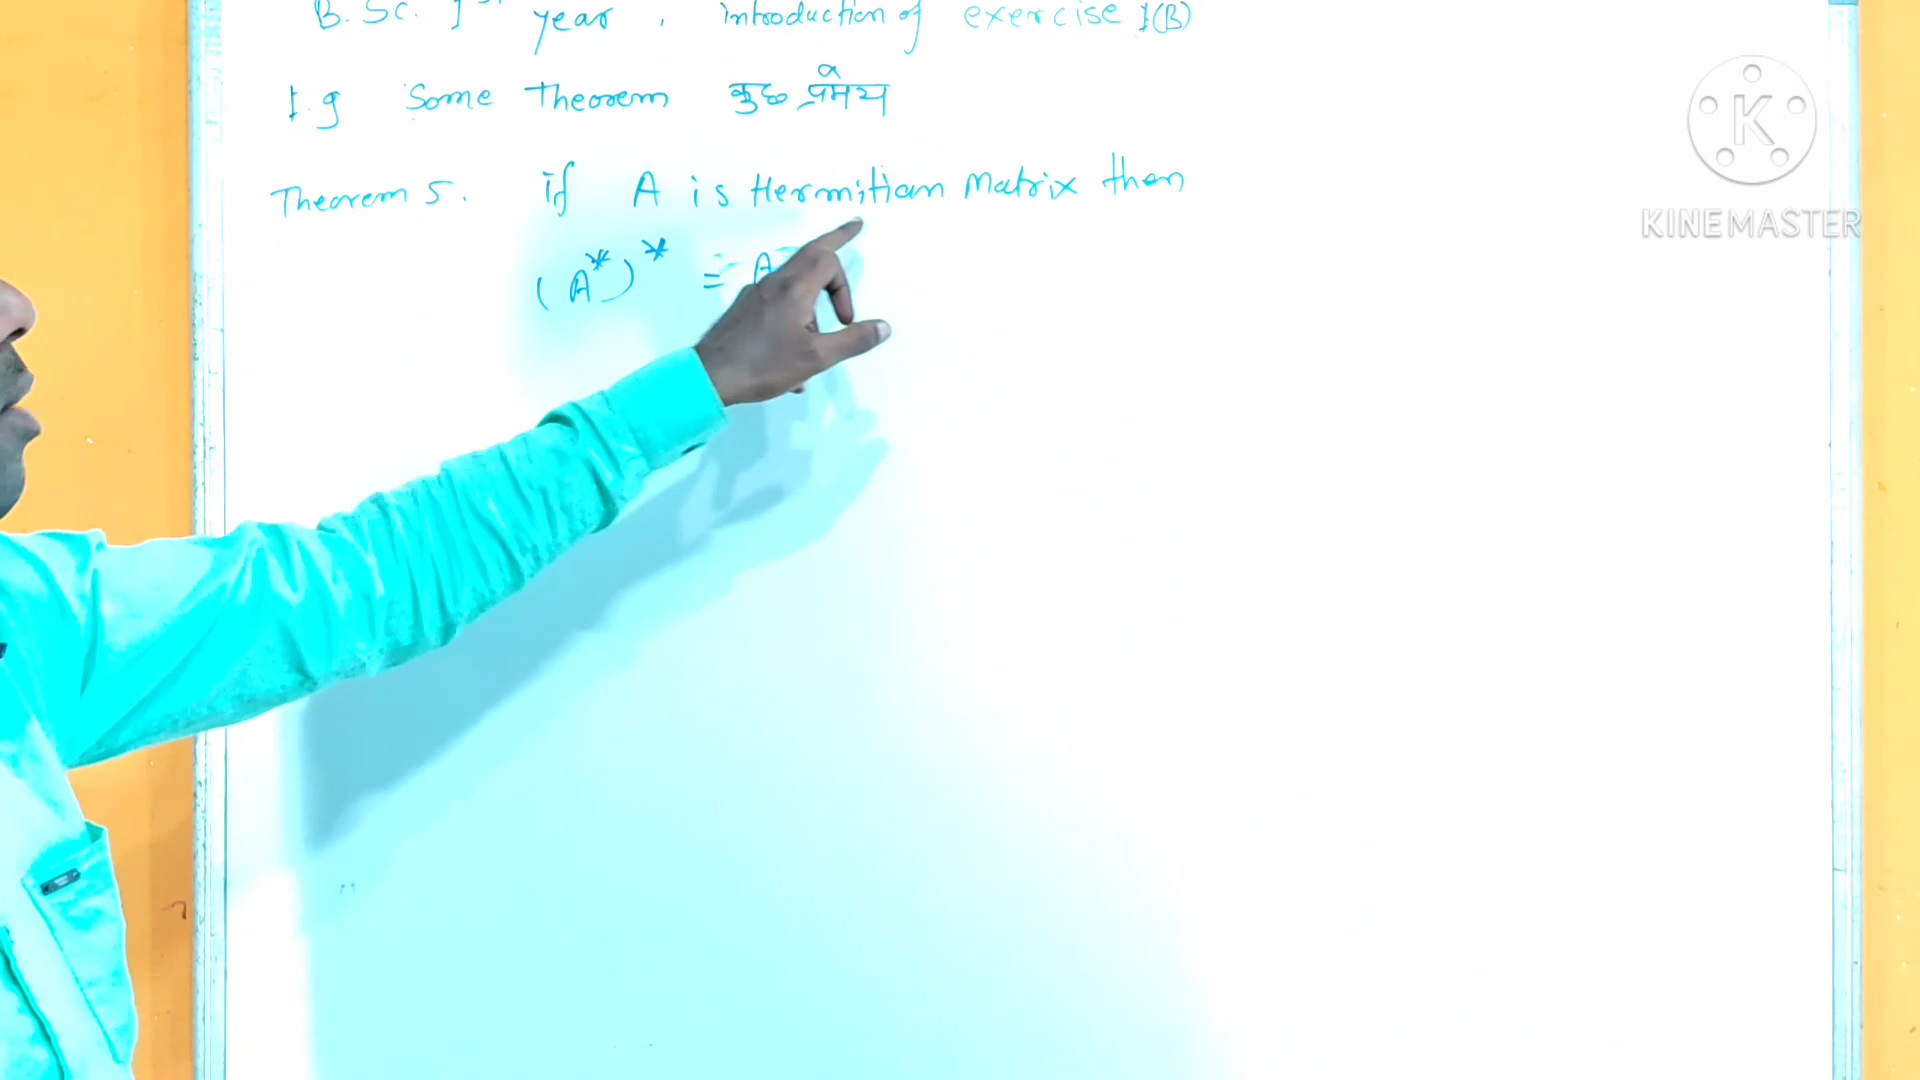 B.Sc. 1st year, introduction of exercise 1(B)
1.9 Some Theorem कुछ प्रमेय
Theorem 5. if A is Hermitian Matrix then
(A*)* = A
K
KINEMASTER